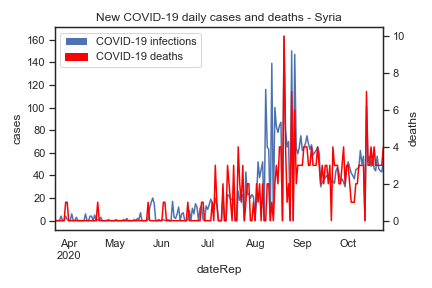 New COVID-19 daily cases and deaths - Syria
COVID-19 infections
COVID-19 deaths
160
140
120
100
80
60
40
20
0
cases
10
8
6
4
2
0
deaths
Apr May Jun Jul Aug Sep Oct
2020
dateRep